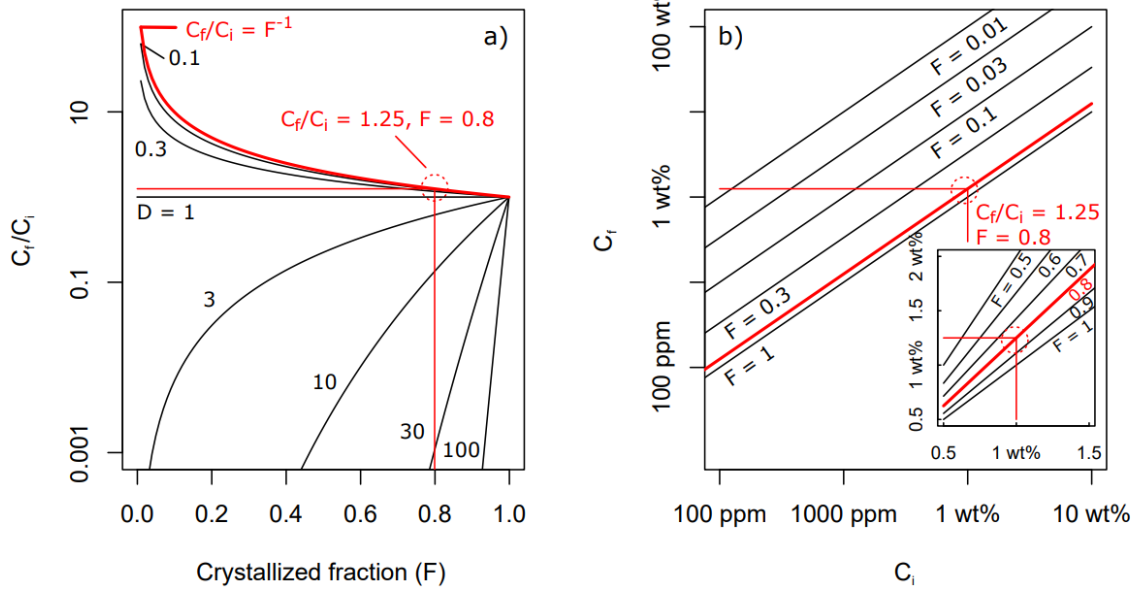 C_f/C_i = F^-1
a)
0.1
0.3
C_f/C_i = 1.25, F = 0.8
D = 1
3
10
30
100
10
0.1
0.001
C_f/C_i
0.0 0.2 0.4 0.6 0.8 1.0
Crystallized fraction (F)
b)
F = 0.01
F = 0.03
F = 0.1
F = 0.3
F = 1
C_f/C_i = 1.25
F = 0.8
100 wt%
1 wt%
100 ppm
C_f
100 ppm 1000 ppm 1 wt% 10 wt%
C_i
F = 0.5
0.6
0.7
0.8
0.9
F = 1
2 wt%
1.5
1 wt%
0.5
0.5 1 wt% 1.5